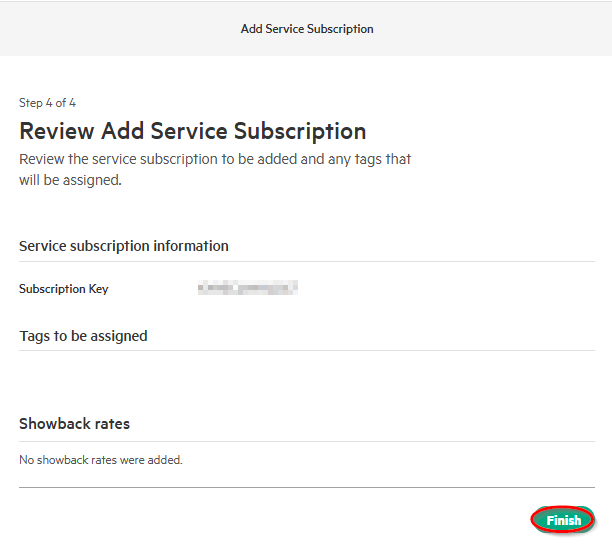 Add Service Subscription
Step 4 of 4
Review Add Service Subscription
Review the service subscription to be added and any tags that
will be assigned.
Service subscription information
Subscription Key
Tags to be assigned
Showback rates
No showback rates were added.
Finish